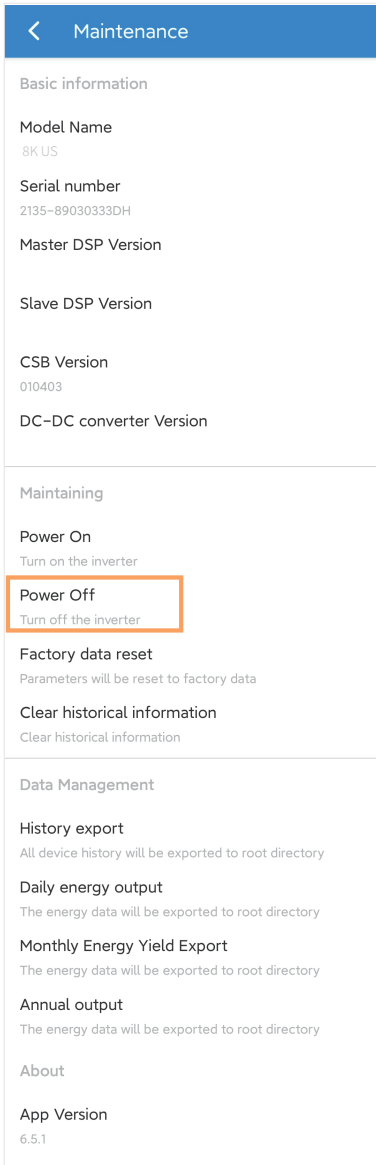 Maintenance
Basic information
Model Name
8K US
Serial number
2135-89030333DH
Master DSP Version
Slave DSP Version
CSB Version
010403
DC-DC converter Version
Maintaining
Power On
Turn on the inverter
Power Off
Turn off the inverter
Factory data reset
Parameters will be reset to factory data
Clear historical information
Clear historical information
Data Management
History export
All device history will be exported to root directory
Daily energy output
The energy data will be exported to root directory
Monthly Energy Yield Export
The energy data will be exported to root directory
Annual output
The energy data will be exported to root directory
About
App Version
6.5.1